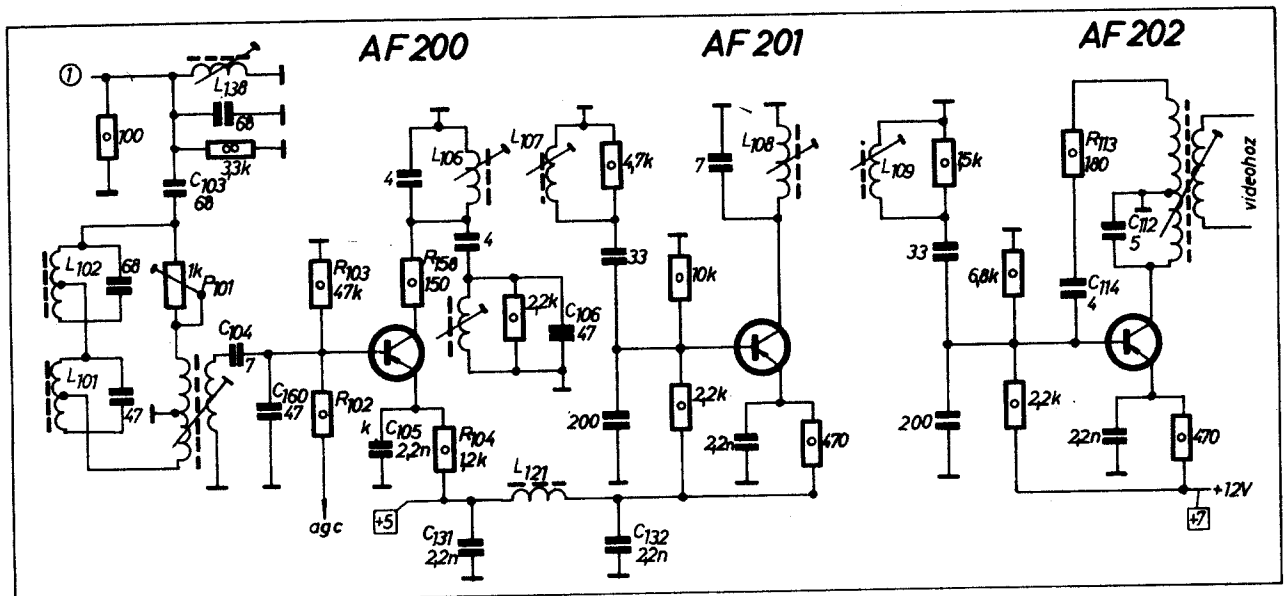 AF200
AF201
AF202
1
L138
100
68
33k
C103
68
L102
68
1k
P101
L101
47
C104
7
C160
47
R103
47k
R102
k
agc
L106
4
4
R158
150
2,2k
C106
47
C105
2,2n
R104
1,2k
+5
L121
C131
2,2n
C132
2,2n
L107
4,7k
33
10k
200
2,2k
L108
7
2,2n
470
L109
1,5k
33
6,8k
200
2,2k
R113
180
C112
5
C114
4
videohoz
2,2n
470
+12V
+7